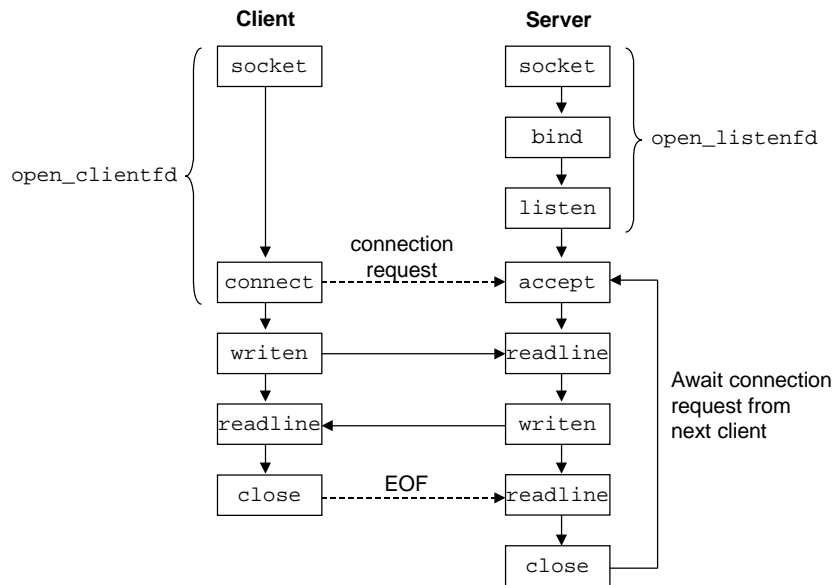 Client
Server
socket
socket
bind
open_listenfd
open_clientfd
listen
connection
request
connect
accept
writen
readline
Await connection
request from
next client
readline
writen
EOF
close
readline
close